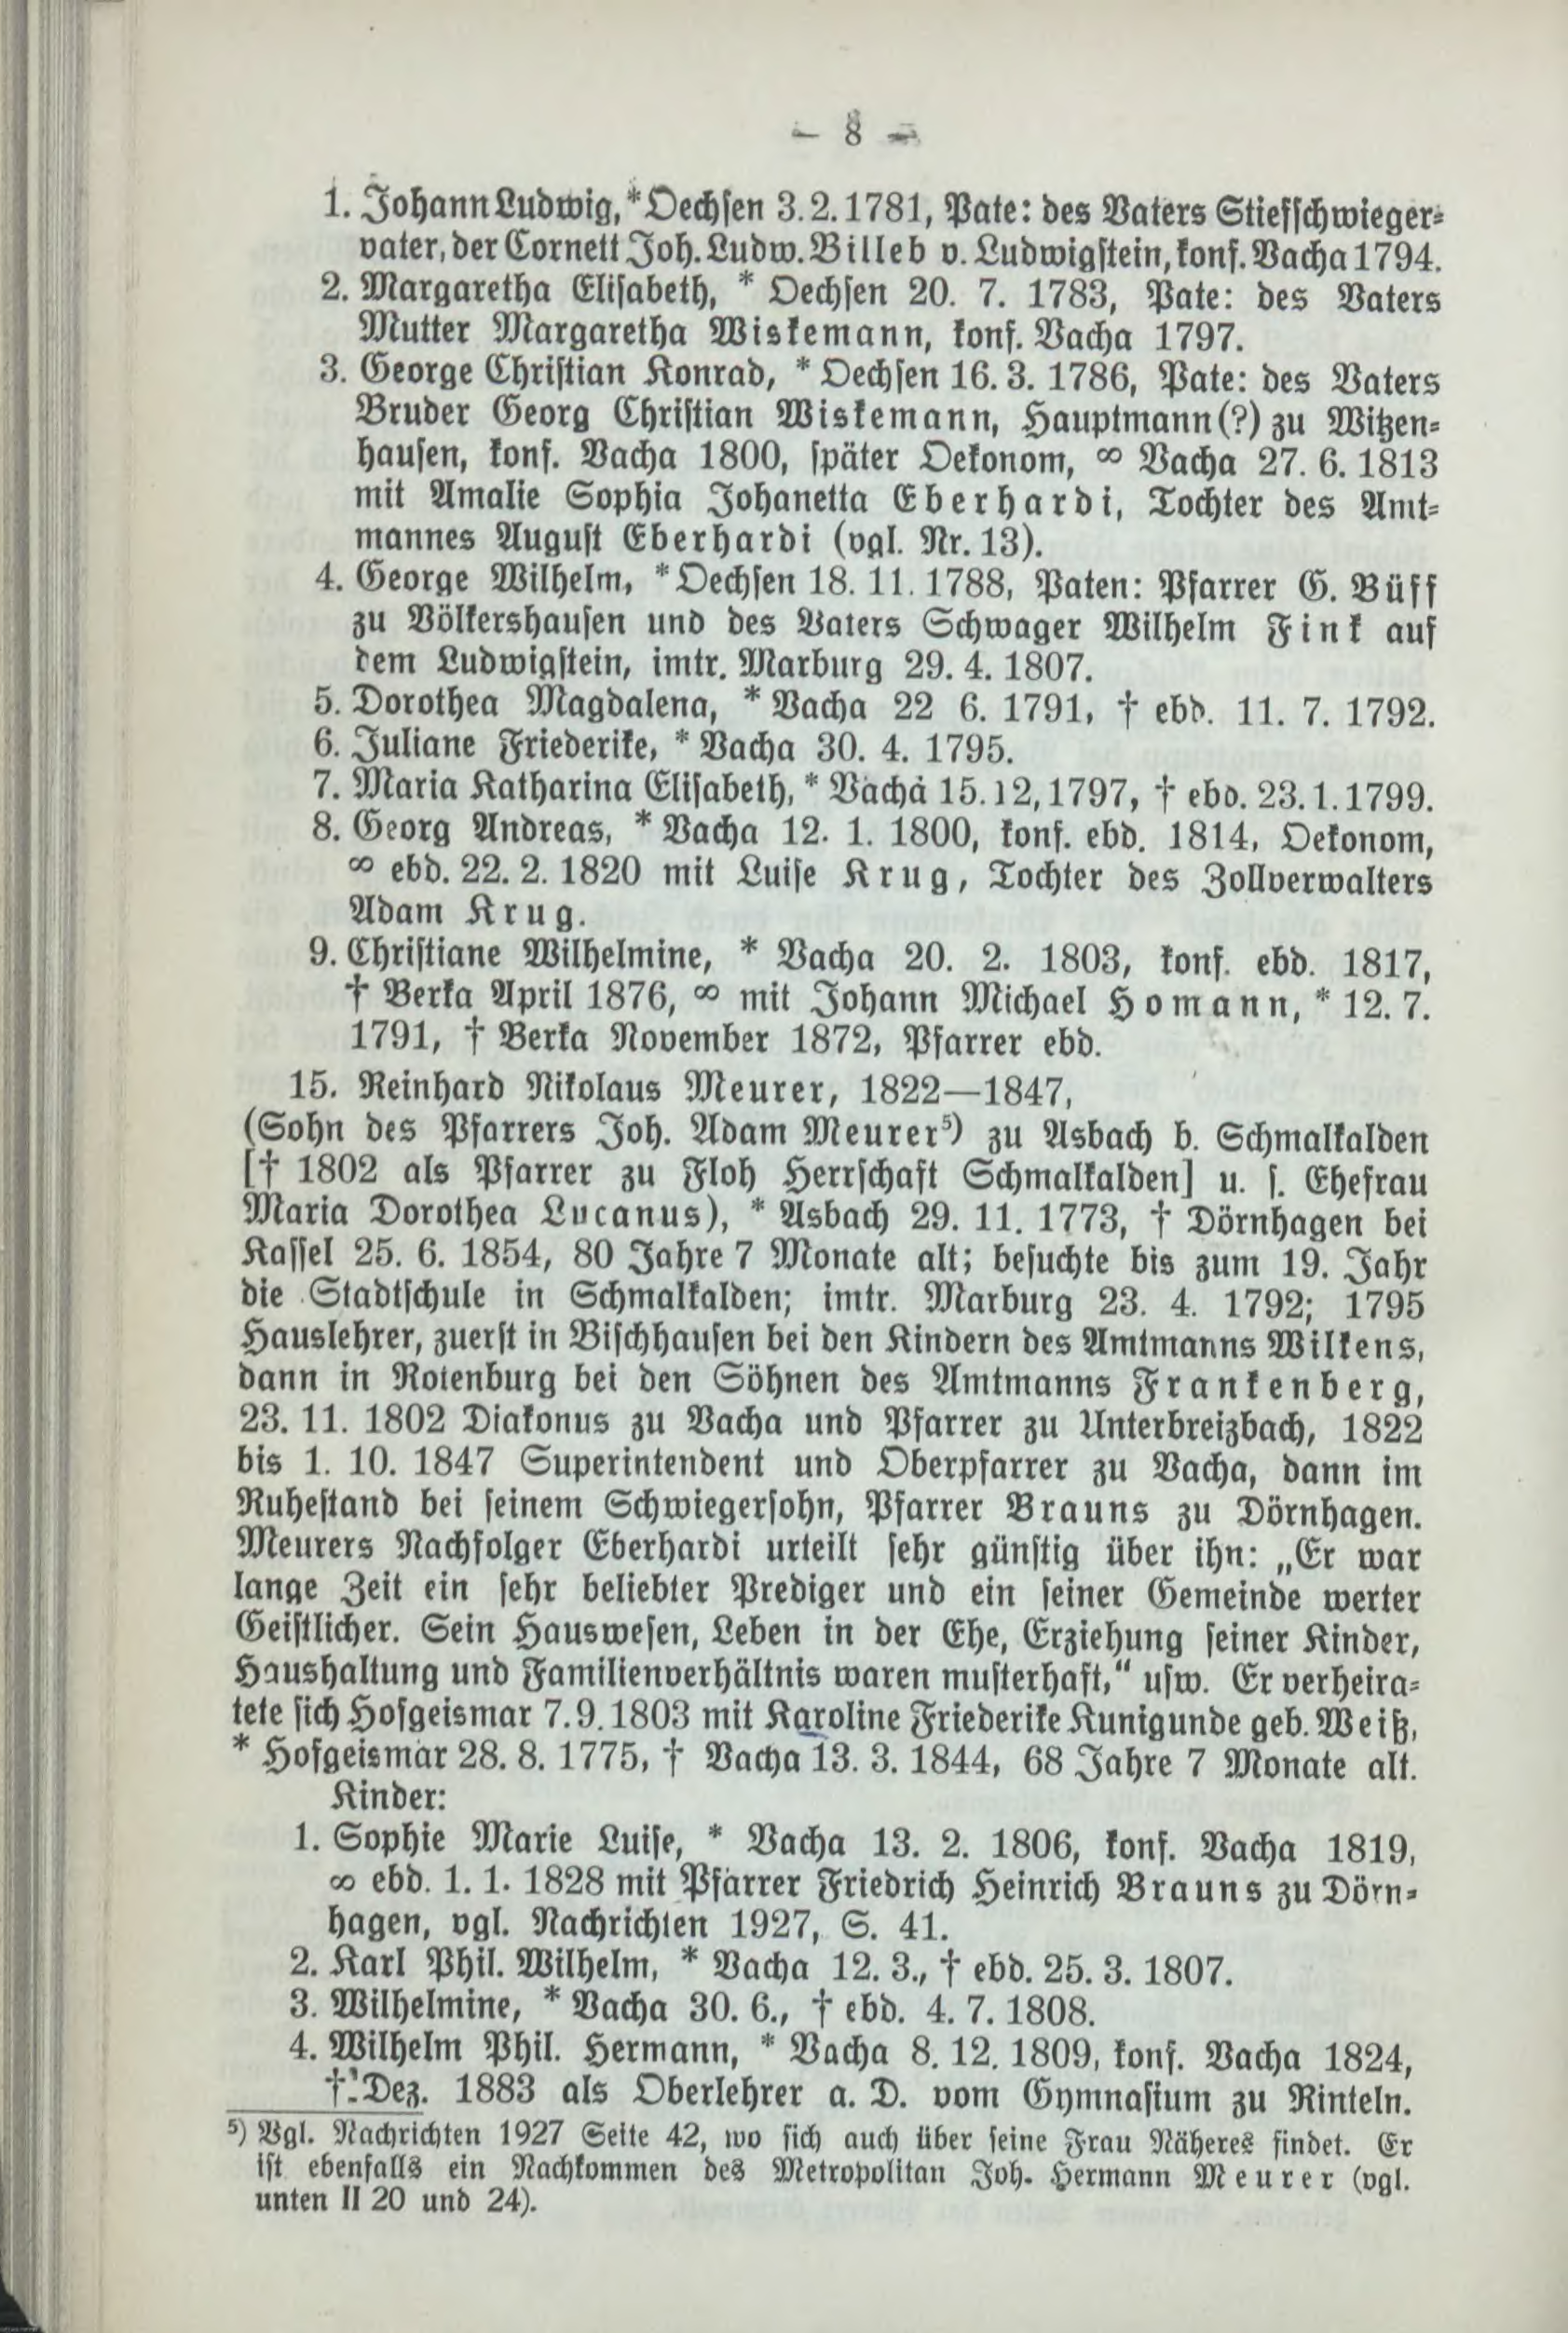 – 8 –
1. Johann Ludwig, * Oechsen 3. 2. 1781, Pate: des Vaters Stiefschwieger-
vater, der Cornett Joh. Ludw. Billeb v. Ludwigstein, konf. Vacha 1794.
2. Margaretha Elisabeth, * Oechsen 20. 7. 1783, Pate: des Vaters
Mutter Margaretha Wiskemann, konf. Vacha 1797.
3. George Christian Konrad, * Oechsen 16. 3. 1786, Pate: des Vaters
Bruder Georg Christian Wiskemann, Hauptmann (?) zu Witzen-
hausen, konf. Vacha 1800, später Oekonom, ∞ Vacha 27. 6. 1813
mit Amalie Sophia Johanetta Eberhardi, Tochter des Amt-
mannes August Eberhardi (vgl. Nr. 13).
4. George Wilhelm, * Oechsen 18. 11. 1788, Paten: Pfarrer G. Büff
zu Völkershausen und des Vaters Schwager Wilhelm Fink auf
dem Ludwigstein, imtr. Marburg 29. 4. 1807.
5. Dorothea Magdalena, * Vacha 22 6. 1791, † ebd. 11. 7. 1792.
6. Juliane Friederike, * Vacha 30. 4. 1795.
7. Maria Katharina Elisabeth, * Vacha 15. 12, 1797, † ebd. 23. 1. 1799.
8. Georg Andreas, * Vacha 12. 1. 1800, konf. ebd. 1814, Oekonom,
∞ ebd. 22. 2. 1820 mit Luise Krug, Tochter des Zollverwalters
Adam Krug.
9. Christiane Wilhelmine, * Vacha 20. 2. 1803, konf. ebd. 1817,
† Berka April 1876, ∞ mit Johann Michael Homann, * 12. 7.
1791, † Berka November 1872, Pfarrer ebd.
15. Reinhard Nikolaus Meurer, 1822—1847,
(Sohn des Pfarrers Joh. Adam Meurer⁵) zu Asbach b. Schmalkalden
[† 1802 als Pfarrer zu Floh Herrschaft Schmalkalden] u. s. Ehefrau
Maria Dorothea Lucanus), * Asbach 29. 11. 1773, † Dörnhagen bei
Kassel 25. 6. 1854, 80 Jahre 7 Monate alt; besuchte bis zum 19. Jahr
die Stadtschule in Schmalkalden; imtr. Marburg 23. 4. 1792; 1795
Hauslehrer, zuerst in Bischhausen bei den Kindern des Amtmanns Wilkens,
dann in Rotenburg bei den Söhnen des Amtmanns Frankenberg,
23. 11. 1802 Diakonus zu Vacha und Pfarrer zu Unterbreizbach, 1822
bis 1. 10. 1847 Superintendent und Oberpfarrer zu Vacha, dann im
Ruhestand bei seinem Schwiegersohn, Pfarrer Brauns zu Dörnhagen.
Meurers Nachfolger Eberhardi urteilt sehr günstig über ihn: „Er war
lange Zeit ein sehr beliebter Prediger und ein seiner Gemeinde werter
Geistlicher. Sein Hauswesen, Leben in der Ehe, Erziehung seiner Kinder,
Haushaltung und Familienverhältnis waren musterhaft,“ usw. Er verheira-
tete sich Hofgeismar 7. 9. 1803 mit Karoline Friederike Kunigunde geb. Weiß,
* Hofgeismar 28. 8. 1775, † Vacha 13. 3. 1844, 68 Jahre 7 Monate alt.
Kinder:
1. Sophie Marie Luise, * Vacha 13. 2. 1806, konf. Vacha 1819,
∞ ebd. 1. 1. 1828 mit Pfarrer Friedrich Heinrich Brauns zu Dörn-
hagen, vgl. Nachrichten 1927, S. 41.
2. Karl Phil. Wilhelm, * Vacha 12. 3., † ebd. 25. 3. 1807.
3. Wilhelmine, * Vacha 30. 6., † ebd. 4. 7. 1808.
4. Wilhelm Phil. Hermann, * Vacha 8. 12. 1809, konf. Vacha 1824,
† Dez. 1883 als Oberlehrer a. D. vom Gymnasium zu Rinteln.
⁵) Vgl. Nachrichten 1927 Seite 42, wo sich auch über seine Frau Näheres findet. Er
ist ebenfalls ein Nachkommen des Metropolitan Joh. Hermann Meurer (vgl.
unten II 20 und 24).